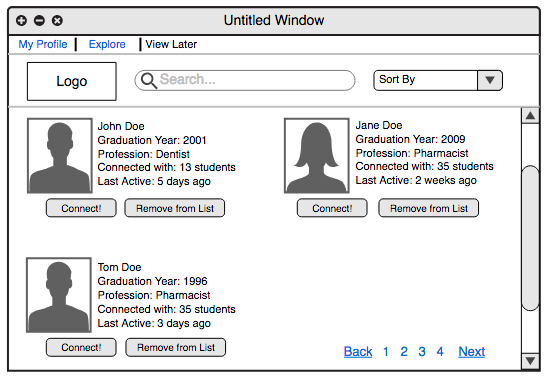 Untitled Window
My Profile Explore View Later
Logo
Search...
Sort By
John Doe
Graduation Year: 2001
Profession: Dentist
Connected with: 13 students
Last Active: 5 days ago
Connect! Remove from List
Jane Doe
Graduation Year: 2009
Profession: Pharmacist
Connected with: 35 students
Last Active: 2 weeks ago
Connect! Remove from List
Tom Doe
Graduation Year: 1996
Profession: Pharmacist
Connected with: 35 students
Last Active: 3 days ago
Connect! Remove from List
Back 1 2 3 4 Next